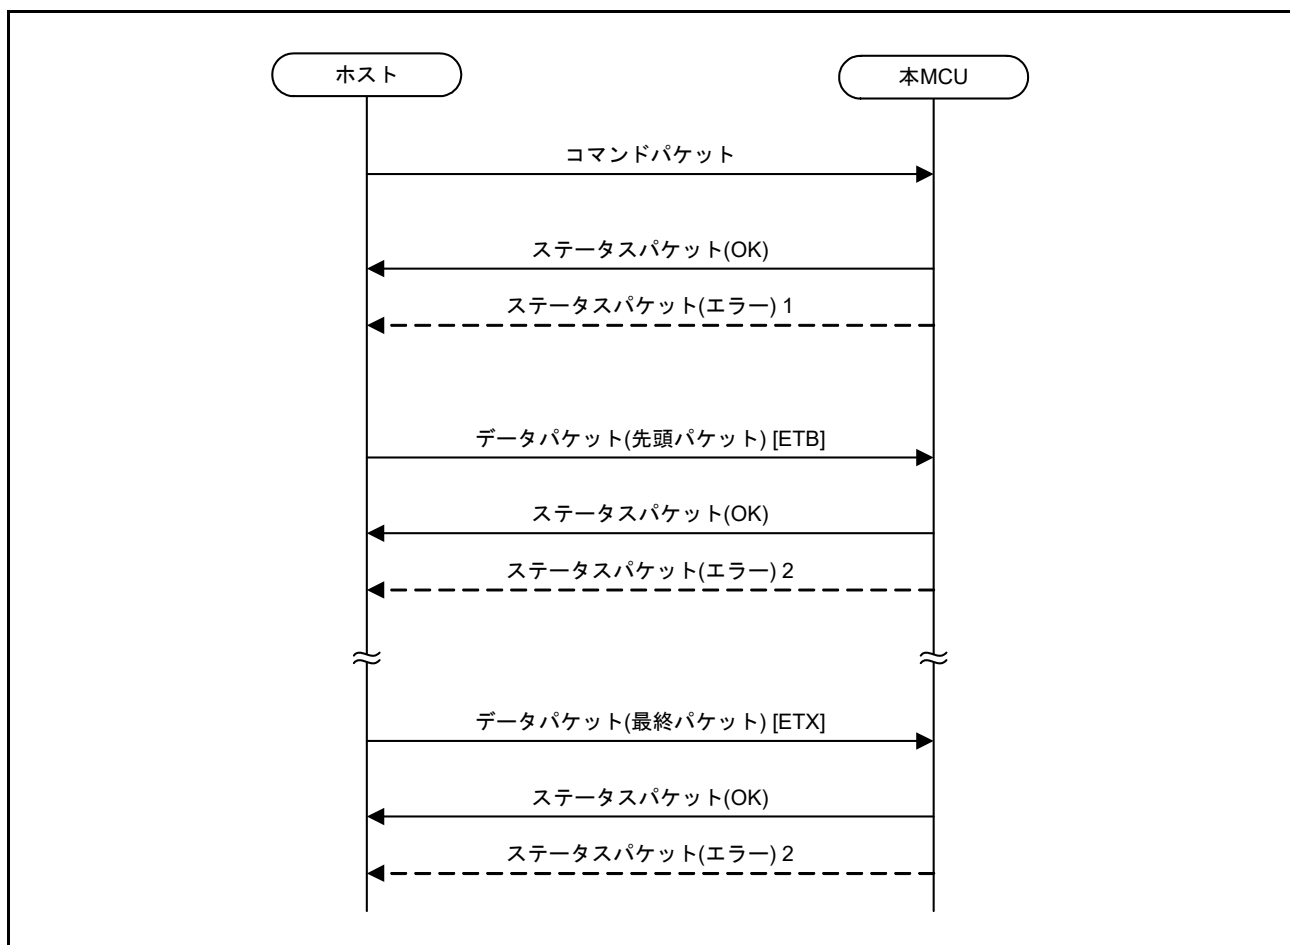 ホスト
本MCU
コマンドパケット
ステータスパケット(OK)
ステータスパケット(エラー) 1
データパケット(先頭パケット) [ETB]
ステータスパケット(OK)
ステータスパケット(エラー) 2
データパケット(最終パケット) [ETX]
ステータスパケット(OK)
ステータスパケット(エラー) 2